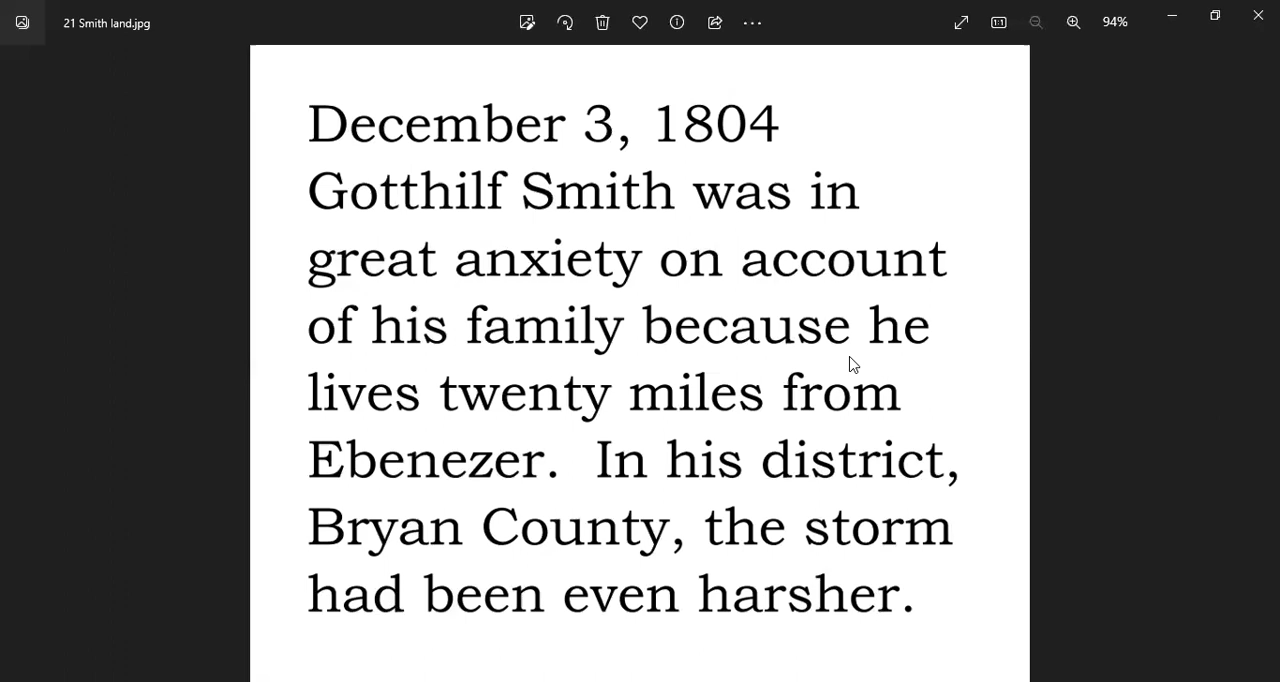 21 Smith land.jpg
94%
December 3, 1804
Gotthilf Smith was in
great anxiety on account
of his family because he
lives twenty miles from
Ebenezer.  In his district,
Bryan County, the storm
had been even harsher.